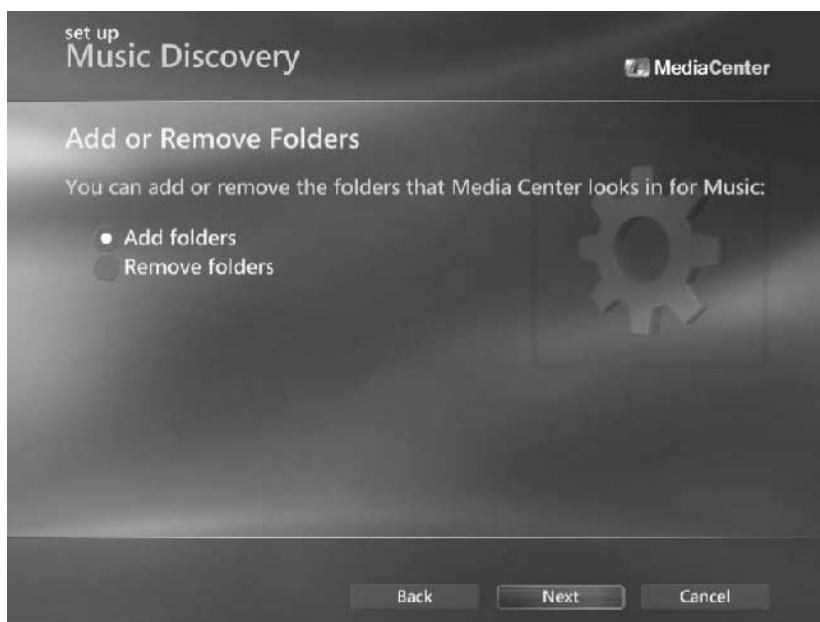 set up
Music Discovery
MediaCenter
Add or Remove Folders
You can add or remove the folders that Media Center looks in for Music:
Add folders
Remove folders
Back Next Cancel